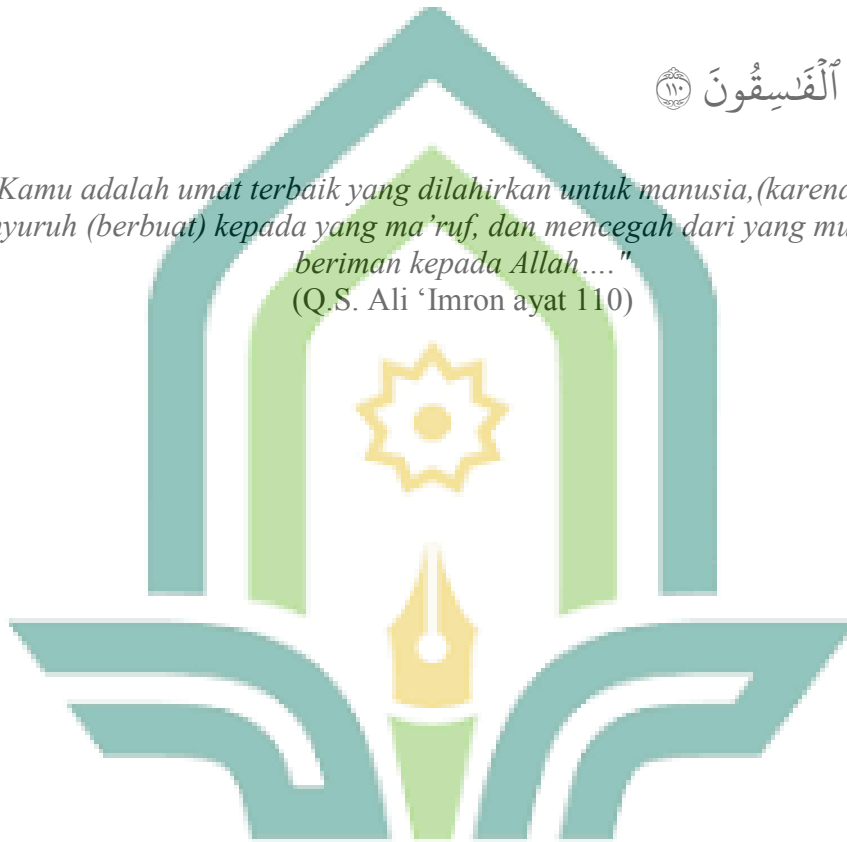 ٱلْفَـٰسِقُونَ ۝١١٠
Kamu adalah umat terbaik yang dilahirkan untuk manusia,(karena
yuruh (berbuat) kepada yang ma’ruf, dan mencegah dari yang mu
beriman kepada Allah...."
(Q.S. Ali ‘Imron ayat 110)